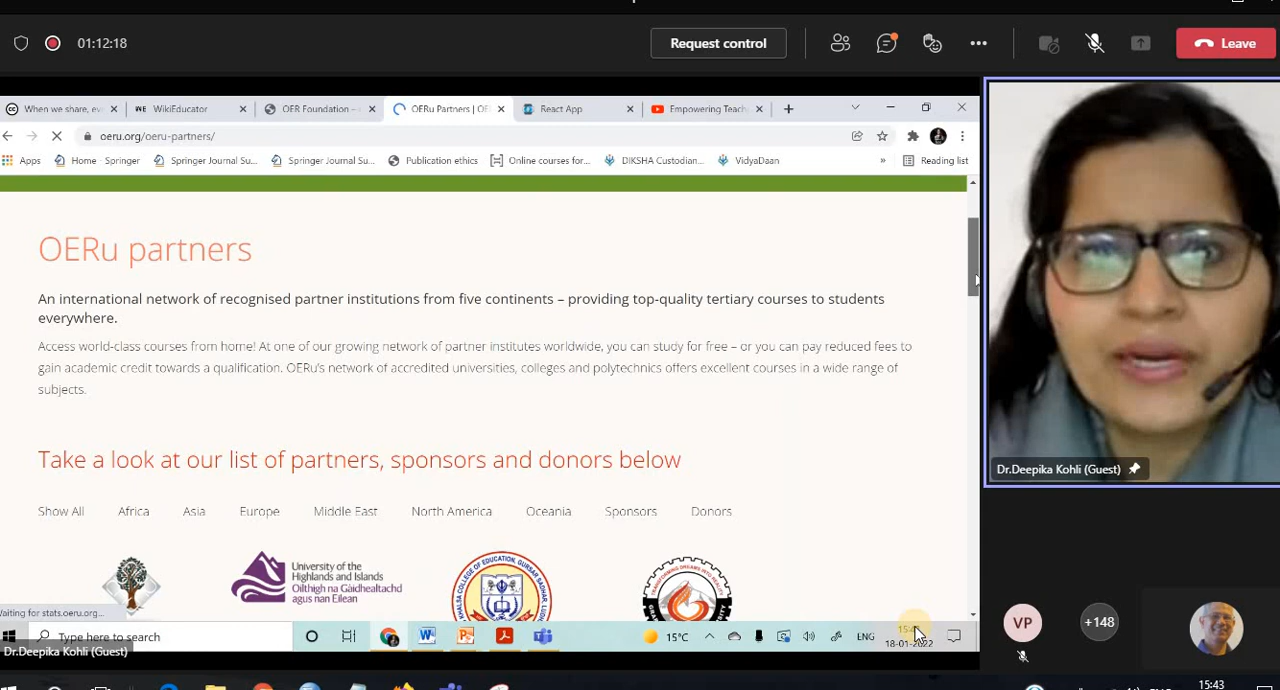 01:12:18
Request control
Leave
When we share, ev
WikiEducator
OER Foundation –
OERu Partners | OE
React App
Empowering Teach
oeru.org/oeru-partners/
Apps
Home - Springer
Springer Journal Su...
Springer Journal Su...
Publication ethics
Online courses for...
DIKSHA Custodian...
VidyaDaan
»
Reading list
OERu partners
An international network of recognised partner institutions from five continents – providing top-quality tertiary courses to students
everywhere.
Access world-class courses from home! At one of our growing network of partner institutes worldwide, you can study for free – or you can pay reduced fees to
gain academic credit towards a qualification. OERu's network of accredited universities, colleges and polytechnics offers excellent courses in a wide range of
subjects.
Take a look at our list of partners, sponsors and donors below
Show All
Africa
Asia
Europe
Middle East
North America
Oceania
Sponsors
Donors
University of the
Highlands and Islands
Oilthigh na Gàidhealtachd
agus nan Eilean
Waiting for stats.oeru.org...
Type here to search
15°C
ENG
18-01-2022
Dr.Deepika Kohli (Guest)
Dr.Deepika Kohli (Guest)
VP
+148
15:43